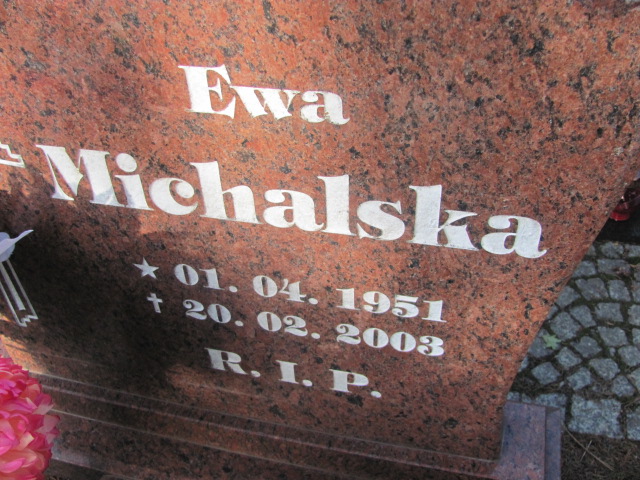 Ewa
Michalska
★ 01. 04. 1951
✝ 20. 02. 2003
R. I. P.